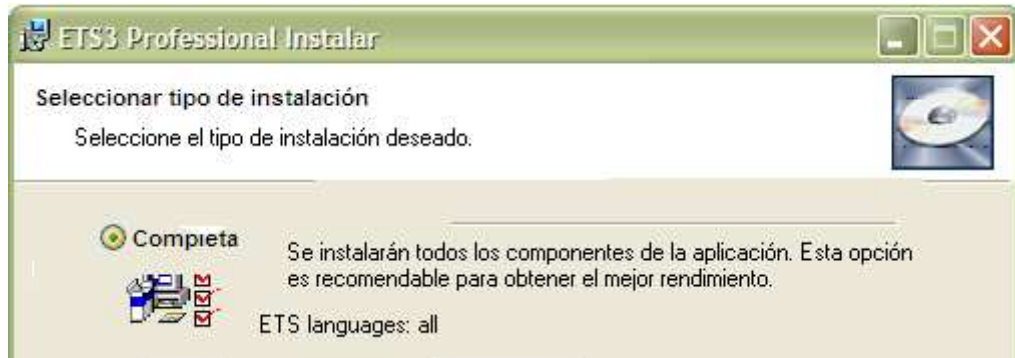 ETS3 Professional Instalar
Seleccionar tipo de instalación
Seleccione el tipo de instalación deseado.
Completa
Se instalarán todos los componentes de la aplicación. Esta opción
es recomendable para obtener el mejor rendimiento.
ETS languages: all